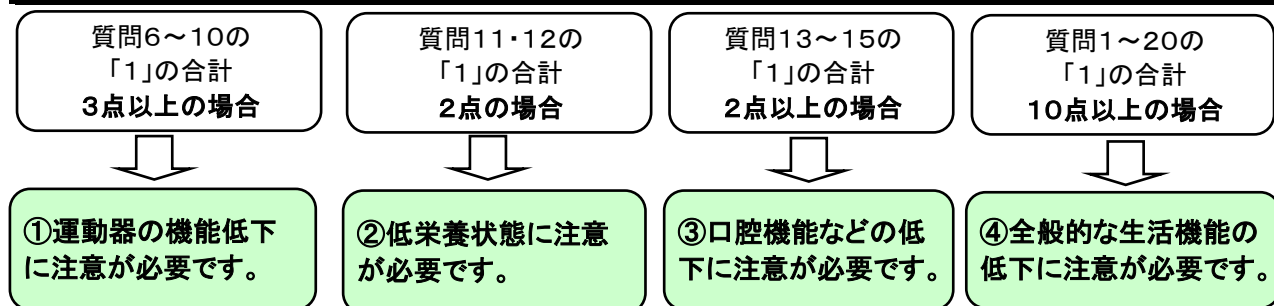 質問6~10の
「1」の合計
3点以上の場合
質問11・12の
「1」の合計
2点の場合
質問13~15の
「1」の合計
2点以上の場合
質問1~20の
「1」の合計
10点以上の場合
①運動器の機能低下
に注意が必要です。
②低栄養状態に注意
が必要です。
③口腔機能などの低
下に注意が必要です。
④全般的な生活機能の
低下に注意が必要です。